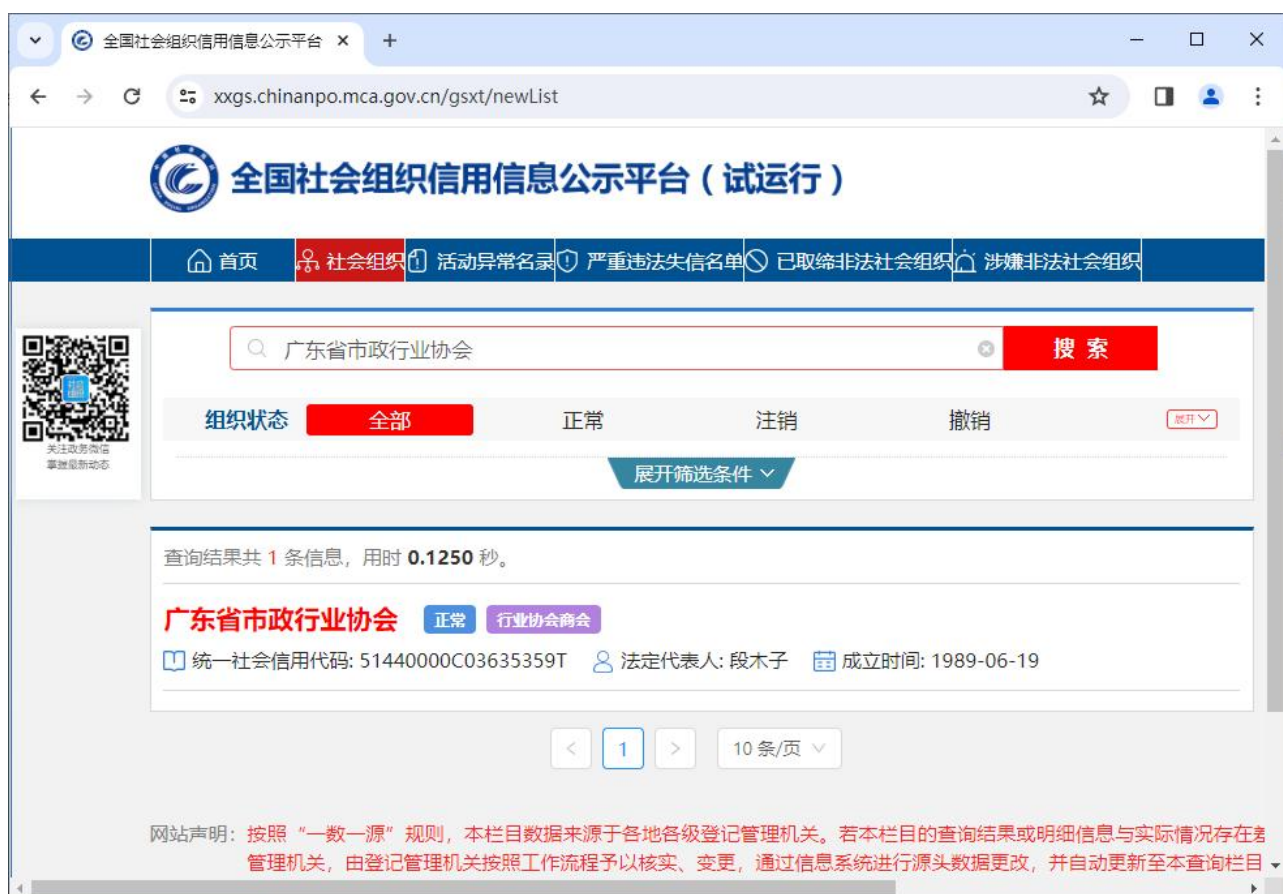 全国社会组织信用信息公示平台
xxgs.chinanpo.mca.gov.cn/gsxt/newList
全国社会组织信用信息公示平台（试运行）
首页 社会组织 活动异常名录 严重违法失信名单 已取缔非法社会组织 涉嫌非法社会组织
广东省市政行业协会 搜 索
组织状态 全部 正常 注销 撤销 展开
关注政务微信
掌握最新动态
展开筛选条件
查询结果共 1 条信息，用时 0.1250 秒。
广东省市政行业协会 正常 行业协会商会
统一社会信用代码: 51440000C03635359T 法定代表人: 段木子 成立时间: 1989-06-19
< 1 > 10 条/页
网站声明：按照“一数一源”规则，本栏目数据来源于各地各级登记管理机关。若本栏目的查询结果或明细信息与实际情况存在
管理机关，由登记管理机关按照工作流程予以核实、变更，通过信息系统进行源头数据更改，并自动更新至本查询栏目